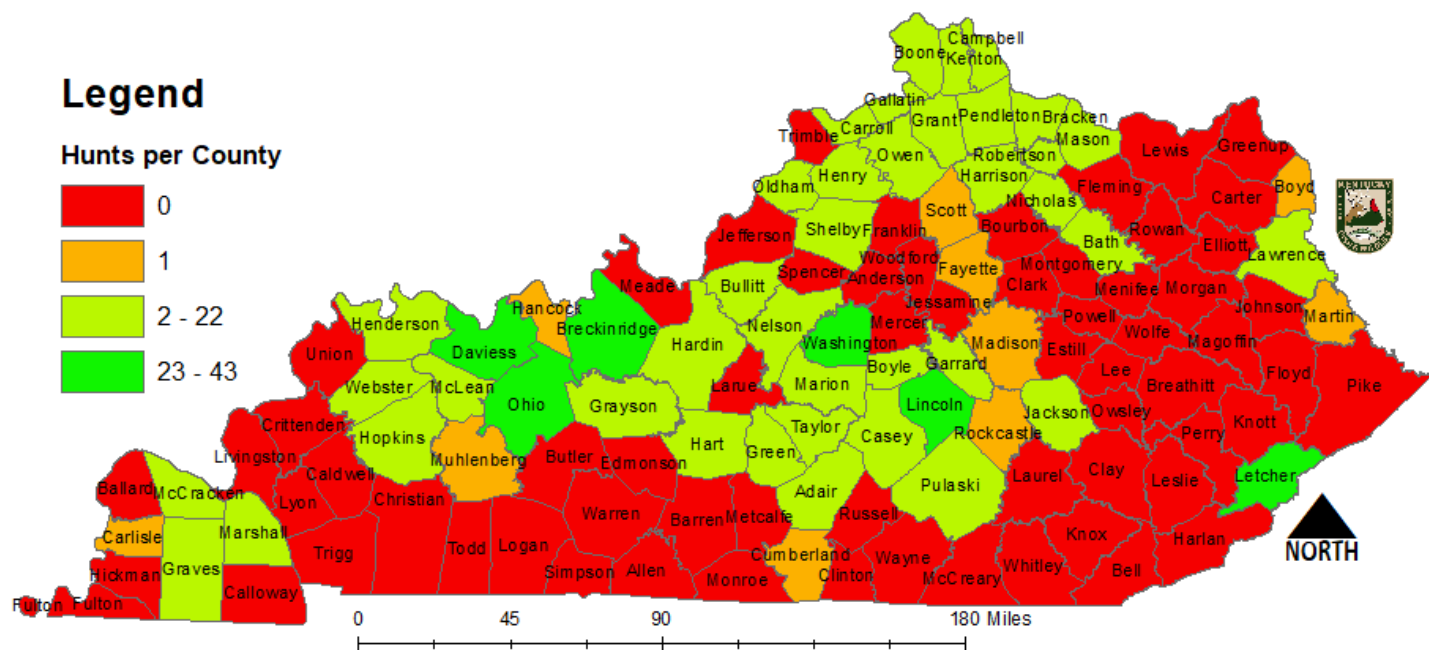 Legend
Hunts per County
0
1
2 - 22
23 - 43
Campbell
Boone
Kenton
Gallatin
Grant
Pendleton
Bracken
Mason
Trimble
Carroll
Owen
Robertson
Lewis
Greenup
Oldham
Henry
Harrison
Fleming
Carter
Boyd
KENTUCKY
Nicholas
Scott
Jefferson
Shelby
Franklin
Bourbon
Bath
Rowan
Elliott
Lawrence
Woodford
Spencer
Anderson
Fayette
Montgomery
Clark
Menifee
Morgan
Meade
Bullitt
Jessamine
Johnson
Martin
Hancock
Henderson
Breckinridge
Nelson
Mercer
Powell
Wolfe
Magoffin
Union
Daviess
Hardin
Washington
Madison
Estill
Garrard
Boyle
Lee
Floyd
Webster
McLean
Larue
Marion
Breathitt
Pike
Ohio
Grayson
Lincoln
Jackson
Owsley
Crittenden
Hopkins
Taylor
Casey
Rockcastle
Perry
Knott
Livingston
Muhlenberg
Butler
Edmonson
Hart
Green
Caldwell
Laurel
Clay
Leslie
Letcher
Ballard
McCracken
Lyon
Christian
Adair
Pulaski
Marshall
Warren
Barren
Metcalfe
Russell
Carlisle
Trigg
Todd
Logan
Cumberland
Wayne
Knox
Harlan
NORTH
Hickman
Graves
Simpson
Allen
Monroe
Clinton
McCreary
Whitley
Bell
Fulton
Fulton
Calloway
0
45
90
180 Miles